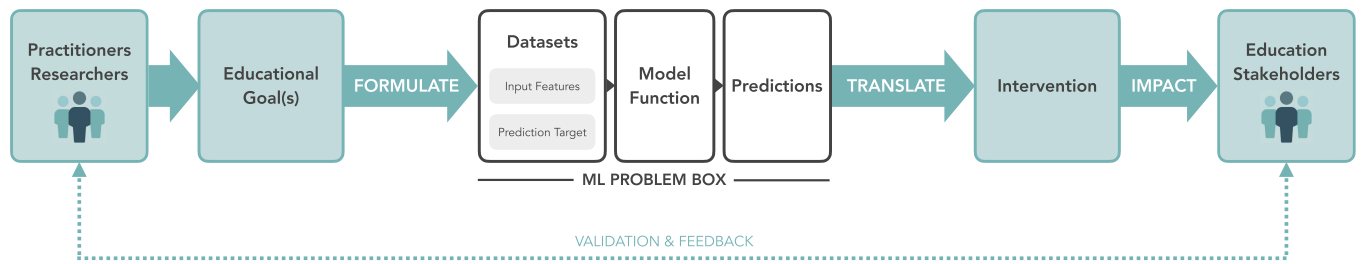 Practitioners
Researchers
Educational
Goal(s)
FORMULATE
Datasets
Input Features
Prediction Target
Model
Function
Predictions
ML PROBLEM BOX
TRANSLATE
Intervention
IMPACT
Education
Stakeholders
VALIDATION & FEEDBACK